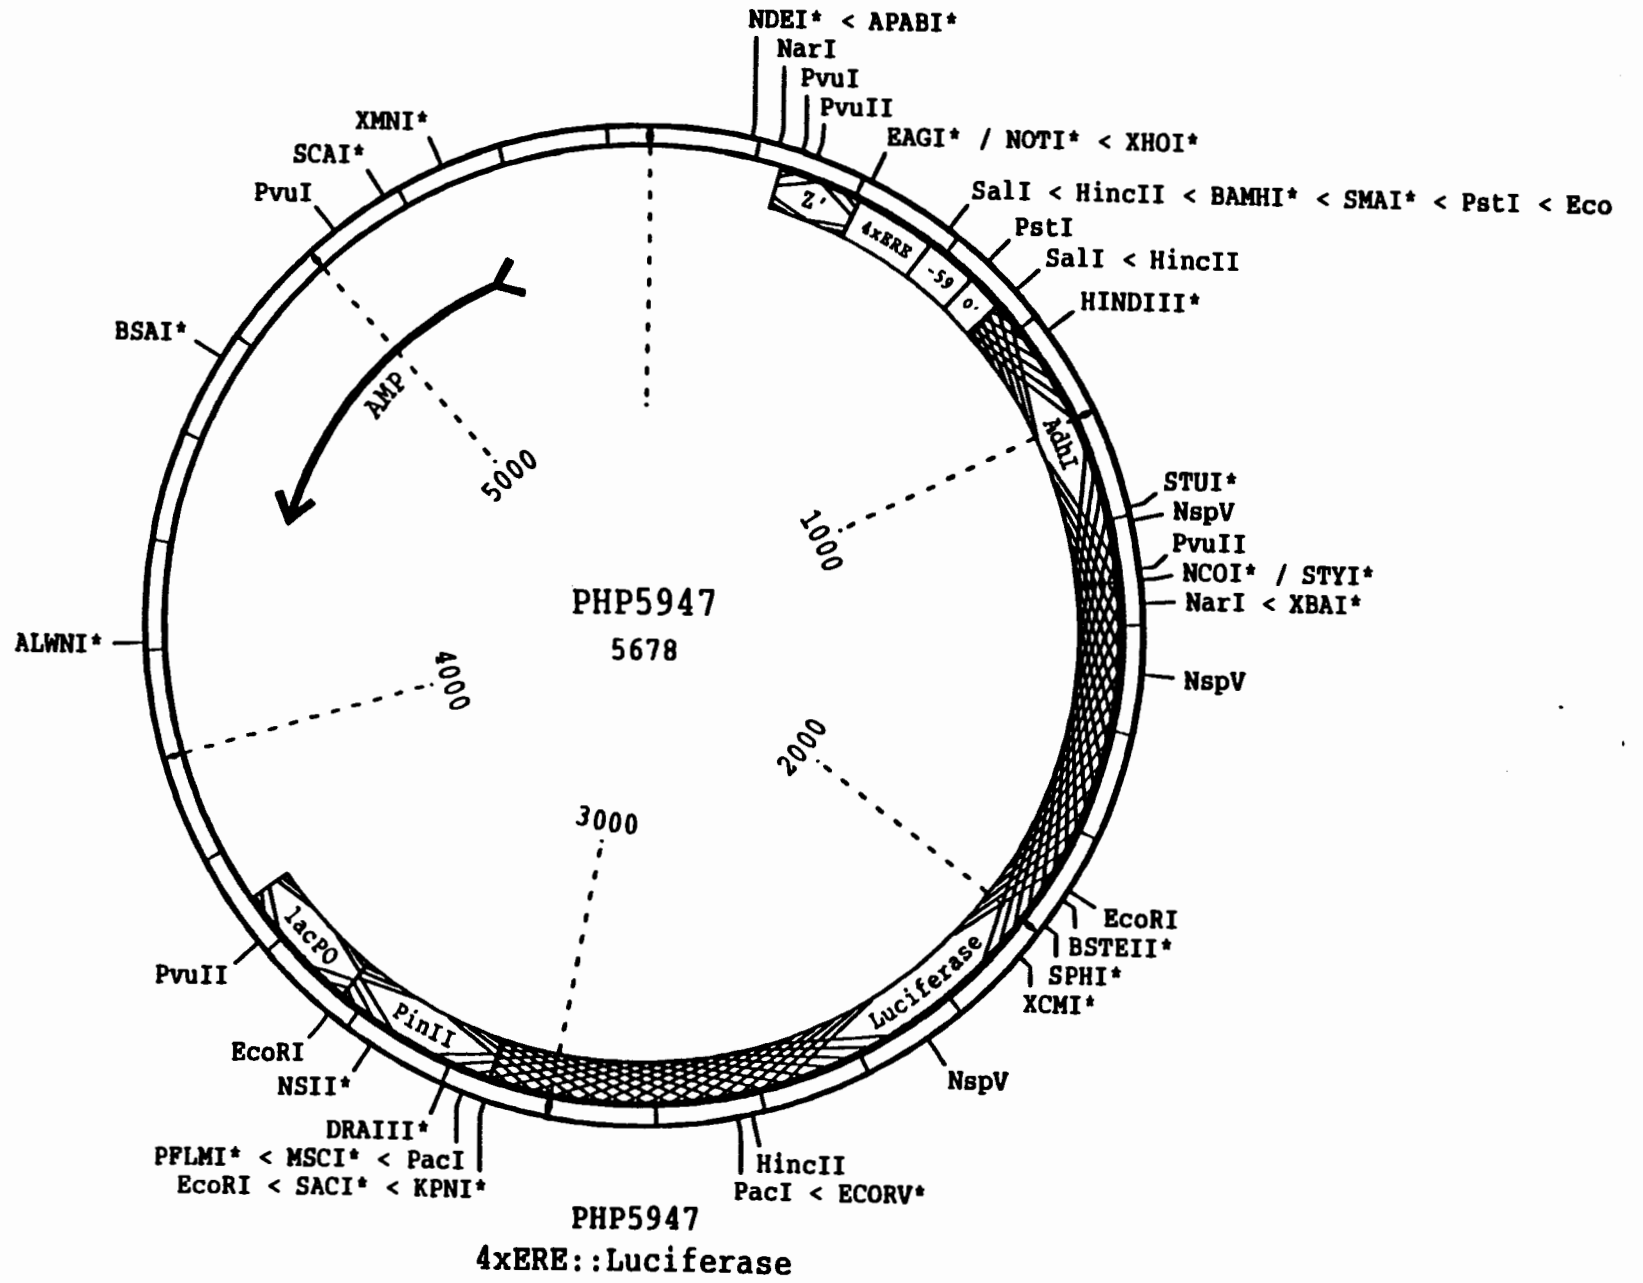 NDEI* < APABI*
NarI
PvuI
PvuII
EAGI* / NOTI* < XHOI*
SalI < HincII < BAMHI* < SMAI* < PstI < Eco
PstI
SalI < HincII
HINDIII*
STUI*
NspV
PvuII
NCOI* / STYI*
NarI < XBAI*
NspV
EcoRI
BSTEII*
SPHI*
XCMI*
NspV
HincII
PacI < ECORV*
EcoRI < SACI* < KPNI*
PFLMI* < MSCI* < PacI
DRAIII*
NSII*
EcoRI
PvuII
ALWNI*
BSAI*
PvuI
SCAI*
XMNI*
Z'
4xERE
-59
O'
AdhI
Luciferase
PinII
lacPO
AMP
1000
2000
3000
4000
5000
PHP5947
5678
PHP5947
4xERE::Luciferase